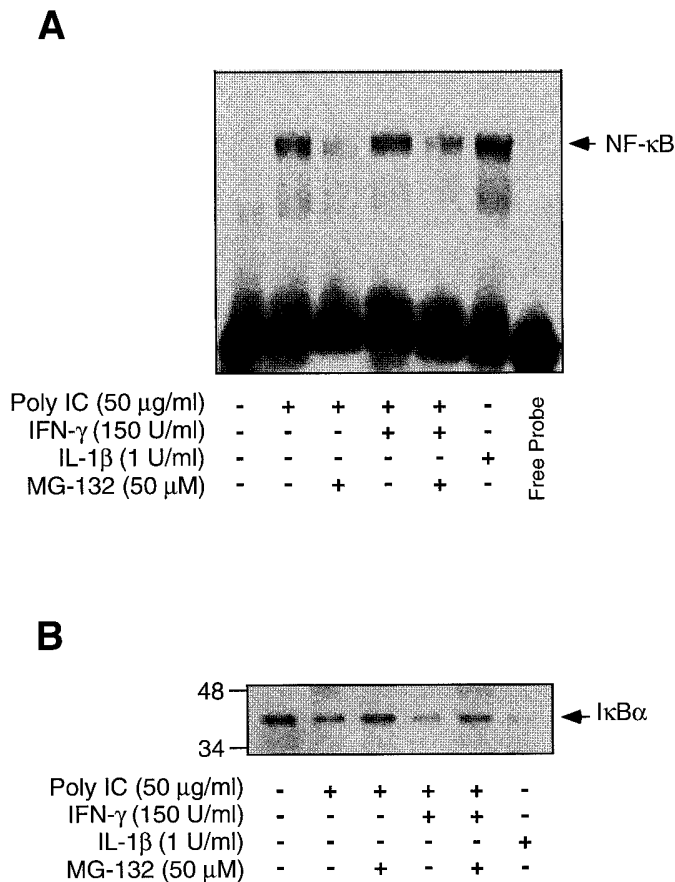 A
NF-κB
Poly IC (50 μg/ml) - + + + + -
IFN-γ (150 U/ml) - - - + + -
IL-1β (1 U/ml) - - - - - +
MG-132 (50 μM) - - + - + -
Free Probe
B
48
IκBα
34
Poly IC (50 μg/ml) - + + + + -
IFN-γ (150 U/ml) - - - + + -
IL-1β (1 U/ml) - - - - - +
MG-132 (50 μM) - - + - + -